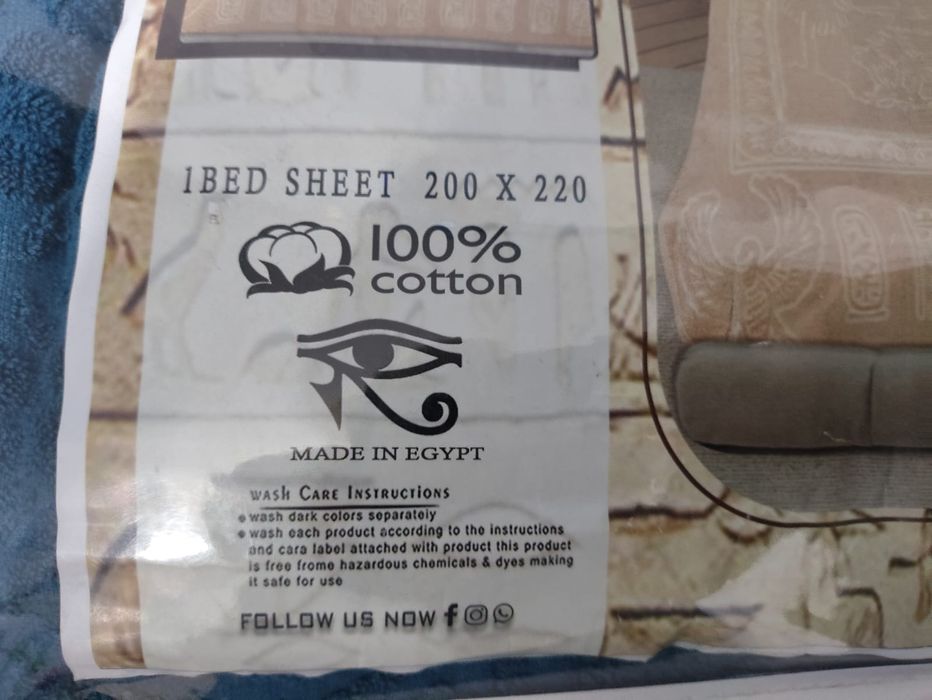 1BED SHEET 200 X 220
100%
cotton
MADE IN EGYPT
WASH CARE INSTRUCTIONS
wash dark colors separately
wash each product according to the instructions
and cara label attached with product this product
is free frome hazardous chemicals & dyes making
it safe for use
FOLLOW US NOW